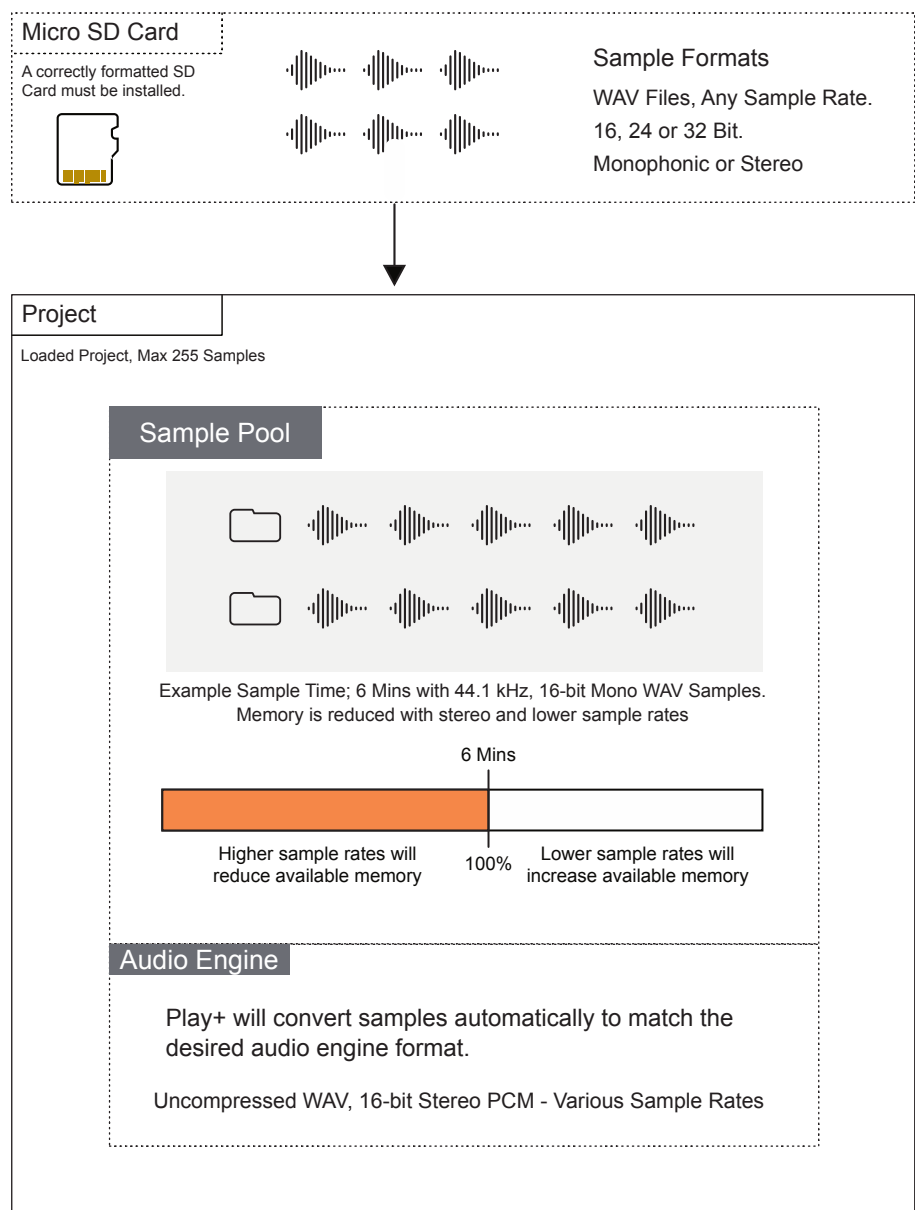 Micro SD Card
A correctly formatted SD
Card must be installed.
Sample Formats
WAV Files, Any Sample Rate.
16, 24 or 32 Bit.
Monophonic or Stereo
Project
Loaded Project, Max 255 Samples
Sample Pool
Example Sample Time; 6 Mins with 44.1 kHz, 16-bit Mono WAV Samples.
Memory is reduced with stereo and lower sample rates
6 Mins
Higher sample rates will
reduce available memory
100%
Lower sample rates will
increase available memory
Audio Engine
Play+ will convert samples automatically to match the
desired audio engine format.
Uncompressed WAV, 16-bit Stereo PCM - Various Sample Rates